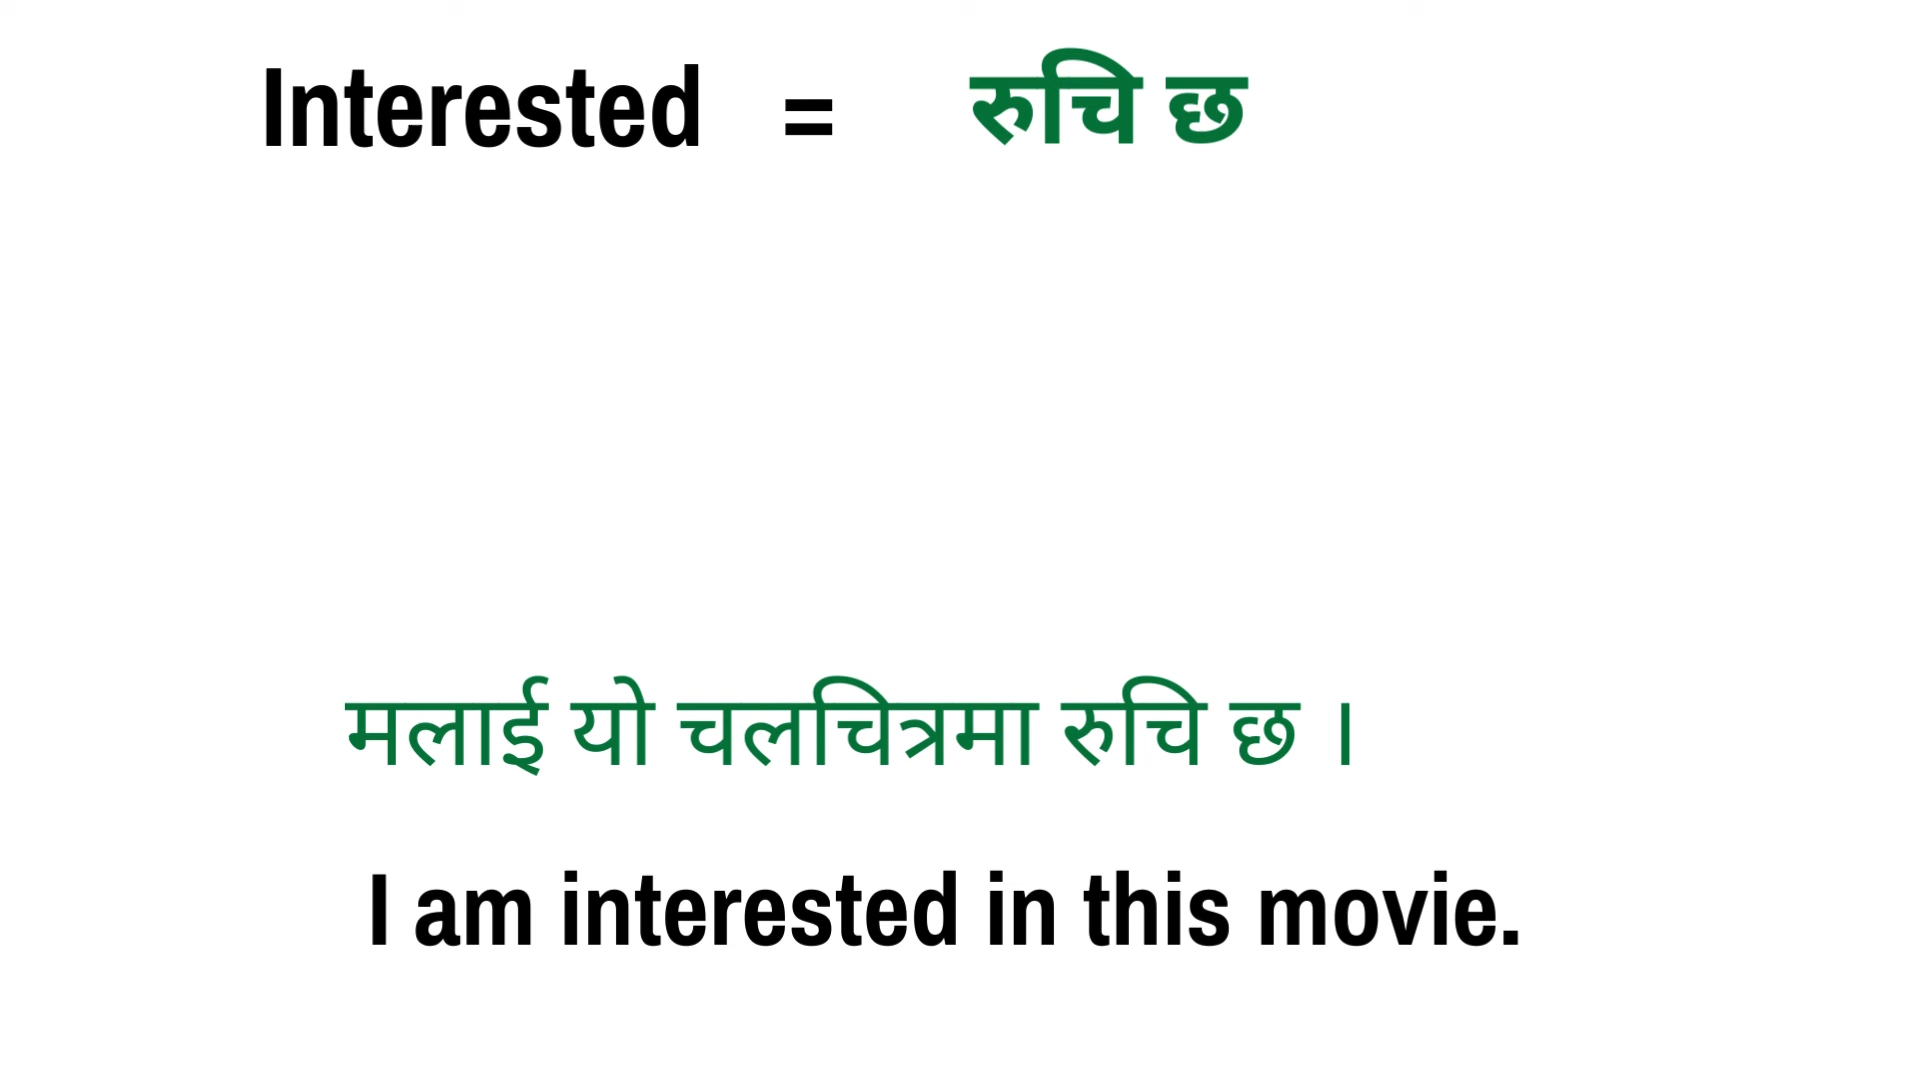 Interested = रुचि छ
मलाई यो चलचित्रमा रुचि छ ।
I am interested in this movie.